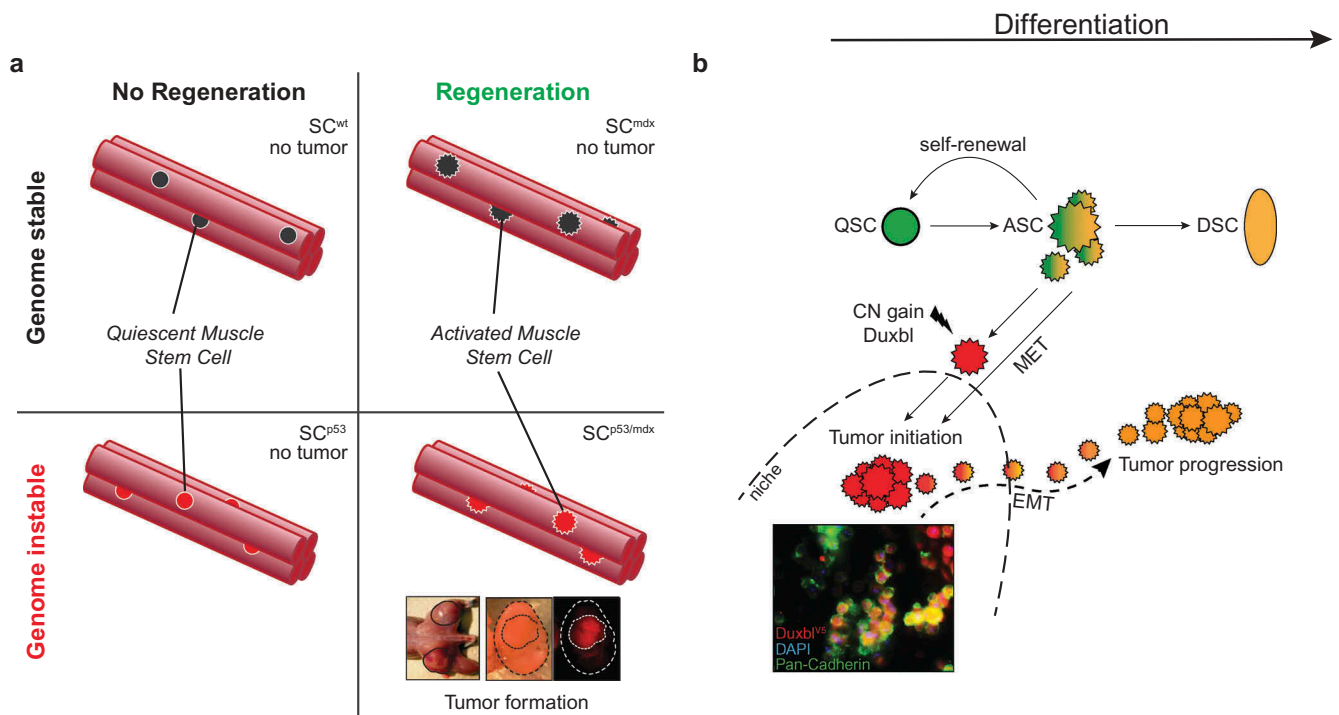 a
No Regeneration
Regeneration
Genome stable
SCwt
no tumor
SCmdx
no tumor
Quiescent Muscle
Stem Cell
Activated Muscle
Stem Cell
Genome instable
SCp53
no tumor
SCp53/mdx
Tumor formation
Differentiation
b
self-renewal
QSC
ASC
DSC
CN gain
Duxbl
MET
Tumor initiation
niche
EMT
Tumor progression
DuxblV5
DAPI
Pan-Cadherin